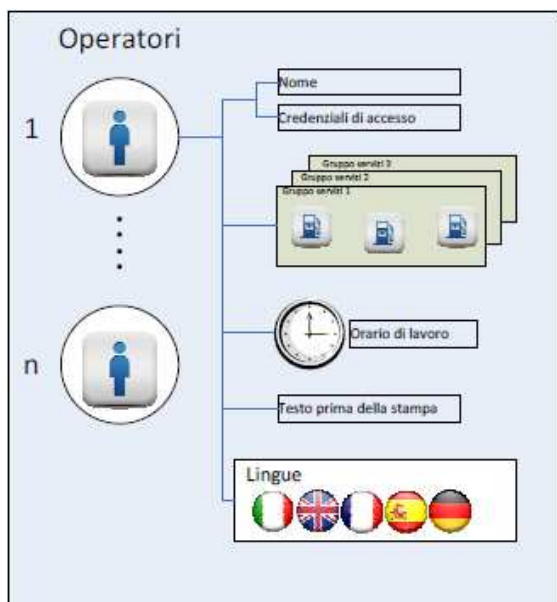 Operatori
1
Nome
Credenziali di accesso
Gruppo servizi 3
Gruppo servizi 2
Gruppo servizi 1
n
Orario di lavoro
Testo prima della stampa
Lingue